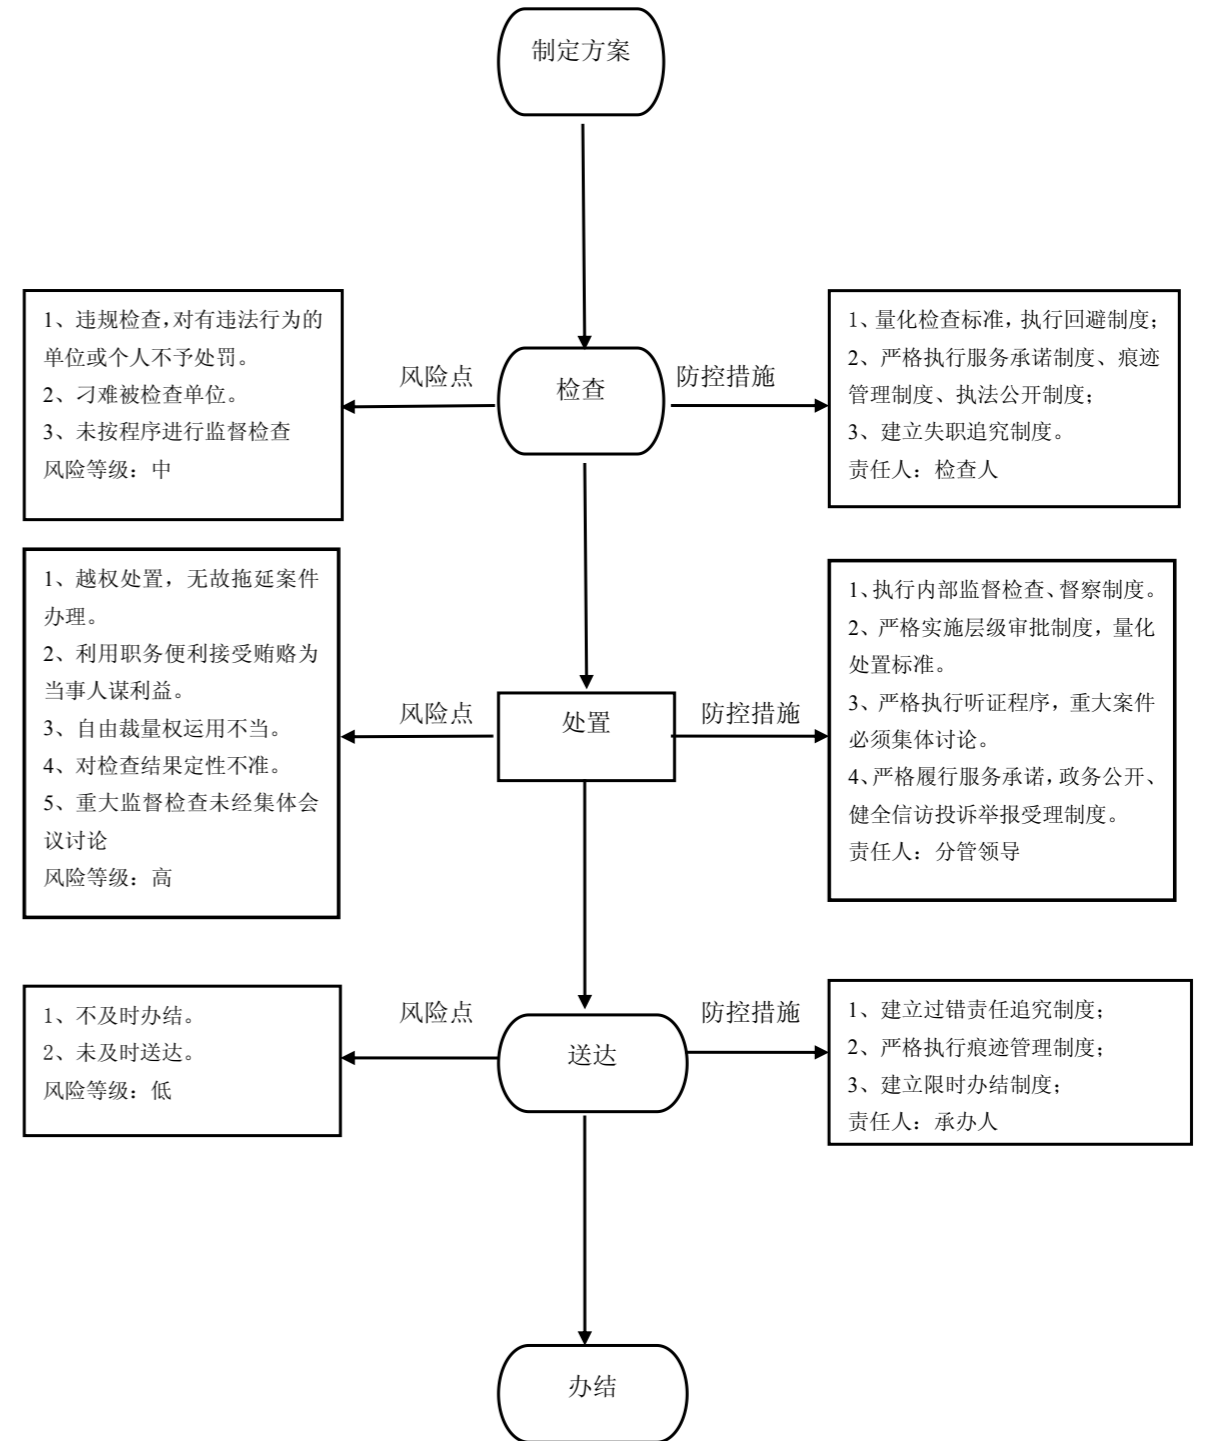 制定方案
1、违规检查，对有违法行为的
单位或个人不予处罚。
2、刁难被检查单位。
3、未按程序进行监督检查
风险等级：中
风险点
检查
防控措施
1、量化检查标准，执行回避制度；
2、严格执行服务承诺制度、痕迹
管理制度、执法公开制度；
3、建立失职追究制度。
责任人：检查人
1、越权处置，无故拖延案件
办理。
2、利用职务便利接受贿赂为
当事人谋利益。
3、自由裁量权运用不当。
4、对检查结果定性不准。
5、重大监督检查未经集体会
议讨论
风险等级：高
风险点
处置
防控措施
1、执行内部监督检查、督察制度。
2、严格实施层级审批制度，量化
处置标准。
3、严格执行听证程序，重大案件
必须集体讨论。
4、严格履行服务承诺，政务公开、
健全信访投诉举报受理制度。
责任人：分管领导
1、不及时办结。
2、未及时送达。
风险等级：低
风险点
送达
防控措施
1、建立过错责任追究制度；
2、严格执行痕迹管理制度；
3、建立限时办结制度；
责任人：承办人
办结